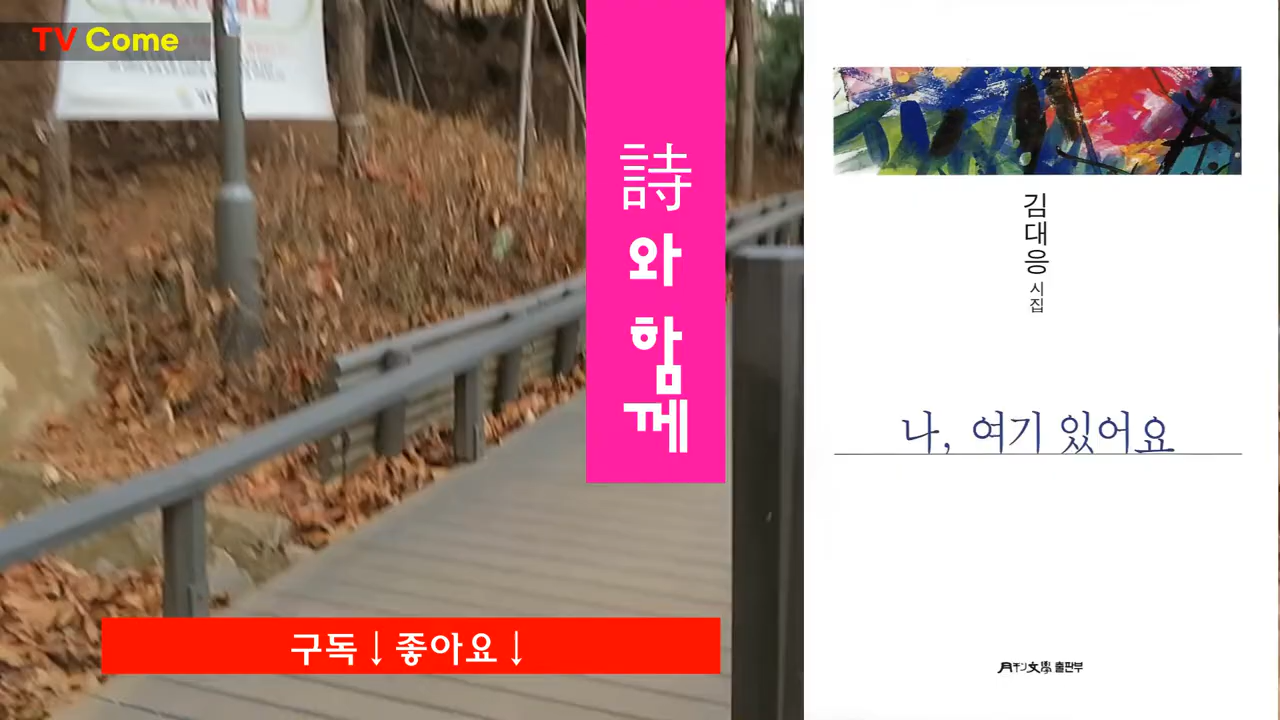 TV Come
詩와 함께
구독↓좋아요↓
김대응
시집
나, 여기 있어요
月刊文學 출판부